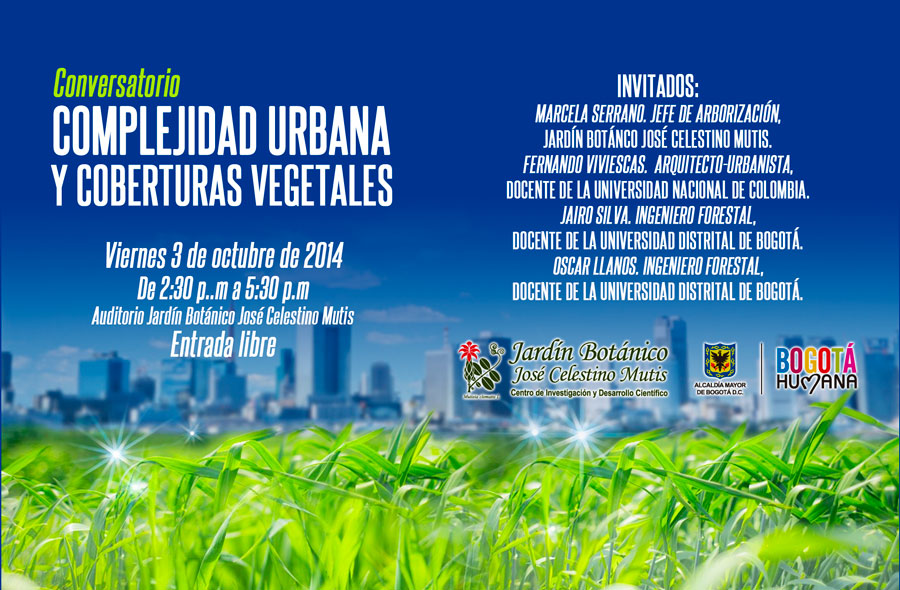 Conversatorio
COMPLEJIDAD URBANA
Y COBERTURAS VEGETALES
Viernes 3 de octubre de 2014
De 2:30 p..m a 5:30 p.m
Auditorio Jardín Botánico José Celestino Mutis
Entrada libre
INVITADOS:
MARCELA SERRANO. JEFE DE ARBORIZACIÓN,
JARDÍN BOTÁNCO JOSÉ CELESTINO MUTIS.
FERNANDO VIVIESCAS. ARQUITECTO-URBANISTA,
DOCENTE DE LA UNIVERSIDAD NACIONAL DE COLOMBIA.
JAIRO SILVA. INGENIERO FORESTAL,
DOCENTE DE LA UNIVERSIDAD DISTRITAL DE BOGOTÁ.
OSCAR LLANOS. INGENIERO FORESTAL,
DOCENTE DE LA UNIVERSIDAD DISTRITAL DE BOGOTÁ.
Jardín Botánico
José Celestino Mutis
Centro de Investigación y Desarrollo Científico
ALCALDÍA MAYOR
DE BOGOTÁ D.C.
BOGOTÁ
HUMANA